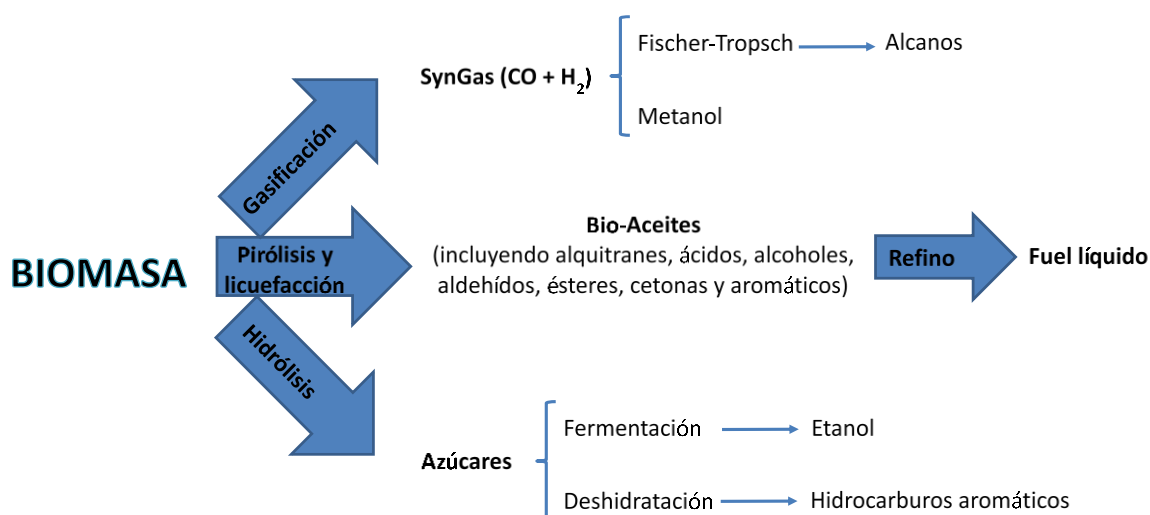 Fischer-Tropsch
Alcanos
SynGas (CO + H₂)
Metanol
Gasificación
BIOMASA
Pirólisis y
licuefacción
Bio-Aceites
(incluyendo alquitranes, ácidos, alcoholes,
aldehídos, ésteres, cetonas y aromáticos)
Refino
Fuel líquido
Hidrólisis
Azúcares
Fermentación
Etanol
Deshidratación
Hidrocarburos aromáticos